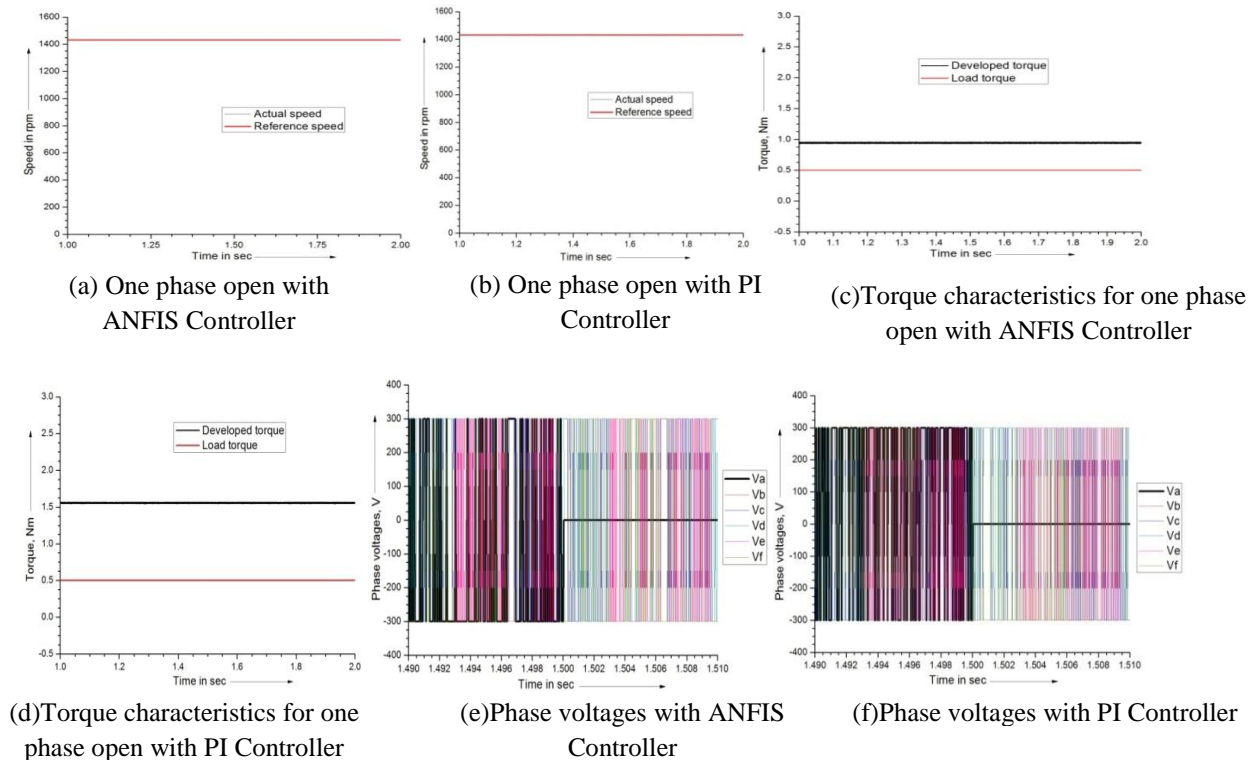 1600
1400
1200
1000
800
600
400
200
0
Speed in rpm
Actual speed
Reference speed
1.00 1.25 1.50 1.75 2.00
Time in sec
(a) One phase open with
ANFIS Controller
1600
1400
1200
1000
800
600
400
200
0
Speed in rpm
Actual speed
Reference speed
1.0 1.2 1.4 1.6 1.8 2.0
Time in sec
(b) One phase open with PI
Controller
3.0
2.5
2.0
1.5
1.0
0.5
0.0
-0.5
Torque, Nm
Developed torque
Load torque
1.0 1.1 1.2 1.3 1.4 1.5 1.6 1.7 1.8 1.9 2.0
Time in sec
(c)Torque characteristics for one phase
open with ANFIS Controller
3.0
2.5
2.0
1.5
1.0
0.5
0.0
-0.5
Torque, Nm
Developed torque
Load torque
1.0 1.2 1.4 1.6 1.8 2.0
Time in sec
(d)Torque characteristics for one
phase open with PI Controller
400
300
200
100
0
-100
-200
-300
-400
Phase voltages, V
Va
Vb
Vc
Vd
Ve
Vf
1.490 1.492 1.494 1.496 1.498 1.500 1.502 1.504 1.506 1.508 1.510
Time in sec
(e)Phase voltages with ANFIS
Controller
400
300
200
100
0
-100
-200
-300
-400
Phase voltages, V
Va
Vb
Vc
Vd
Ve
Vf
1.490 1.492 1.494 1.496 1.498 1.500 1.502 1.504 1.506 1.508 1.510
Time in sec
(f)Phase voltages with PI Controller